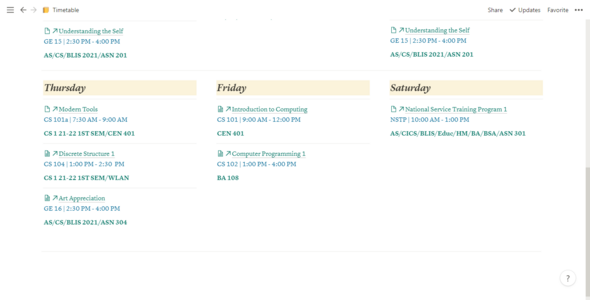 Timetable
Share
Updates
Favorite
Understanding the Self
GE 15 | 2:30 PM - 4:00 PM
AS/CS/BLIS 2021/ASN 201
Understanding the Self
GE 15 | 2:30 PM - 4:00 PM
AS/CS/BLIS 2021/ASN 201
Thursday
Modern Tools
CS 101a | 7:30 AM - 9:00 AM
CS 1 21-22 1ST SEM/CEN 401
Discrete Structure 1
CS 104 | 1:00 PM - 2:30 PM
CS 1 21-22 1ST SEM/WLAN
Art Appreciation
GE 16 | 2:30 PM - 4:00 PM
AS/CS/BLIS 2021/ASN 304
Friday
Introduction to Computing
CS 101 | 9:00 AM - 12:00 PM
CEN 401
Computer Programming 1
CS 102 | 1:00 PM - 4:00 PM
BA 108
Saturday
National Service Training Program 1
NSTP | 10:00 AM - 1:00 PM
AS/CICS/BLIS/Educ/HM/BA/BSA/ASN 301
?